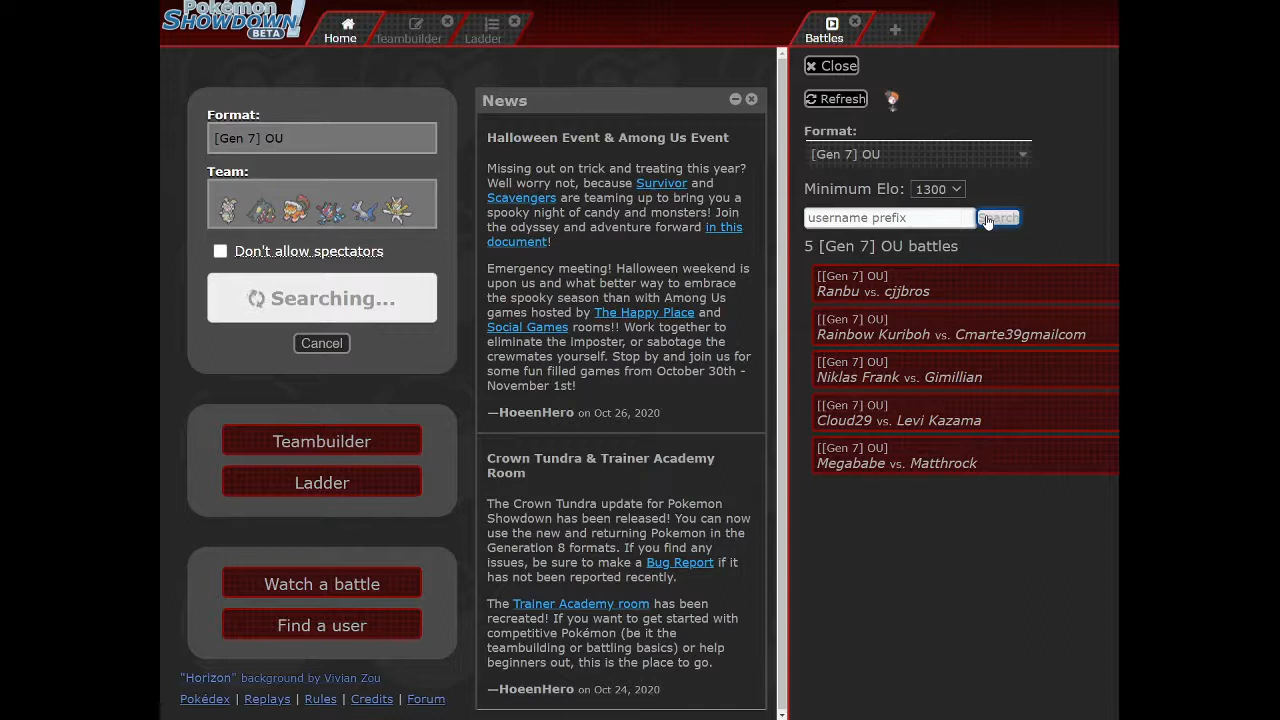 Pokémon
SHOWDOWN!
BETA
Home
Teambuilder
Ladder
Battles
Format:
[Gen 7] OU
Team:
Don't allow spectators
Searching...
Cancel
Teambuilder
Ladder
Watch a battle
Find a user
"Horizon" background by Vivian Zou
Pokédex | Replays | Rules | Credits | Forum
News
Halloween Event & Among Us Event
Missing out on trick and treating this year?
Well worry not, because Survivor and
Scavengers are teaming up to bring you a
spooky night of candy and monsters! Join
the odyssey and adventure forward in this
document!
Emergency meeting! Halloween weekend is
upon us and what better way to embrace
the spooky season than with Among Us
games hosted by The Happy Place and
Social Games rooms!! Work together to
eliminate the imposter, or sabotage the
crewmates yourself. Stop by and join us for
some fun filled games from October 30th -
November 1st!
—HoeenHero on Oct 26, 2020
Crown Tundra & Trainer Academy
Room
The Crown Tundra update for Pokemon
Showdown has been released! You can now
use the new and returning Pokemon in the
Generation 8 formats. If you find any
issues, be sure to make a Bug Report if it
has not been reported recently.
The Trainer Academy room has been
recreated! If you want to get started with
competitive Pokémon (be it the
teambuilding or battling basics) or help
beginners out, this is the place to go.
—HoeenHero on Oct 24, 2020
Close
Refresh
Format:
[Gen 7] OU
Minimum Elo: 1300
username prefix Search
5 [Gen 7] OU battles
[[Gen 7] OU]
Ranbu vs. cjjbros
[[Gen 7] OU]
Rainbow Kuriboh vs. Cmarte39gmailcom
[[Gen 7] OU]
Niklas Frank vs. Gimillian
[[Gen 7] OU]
Cloud29 vs. Levi Kazama
[[Gen 7] OU]
Megababe vs. Matthrock